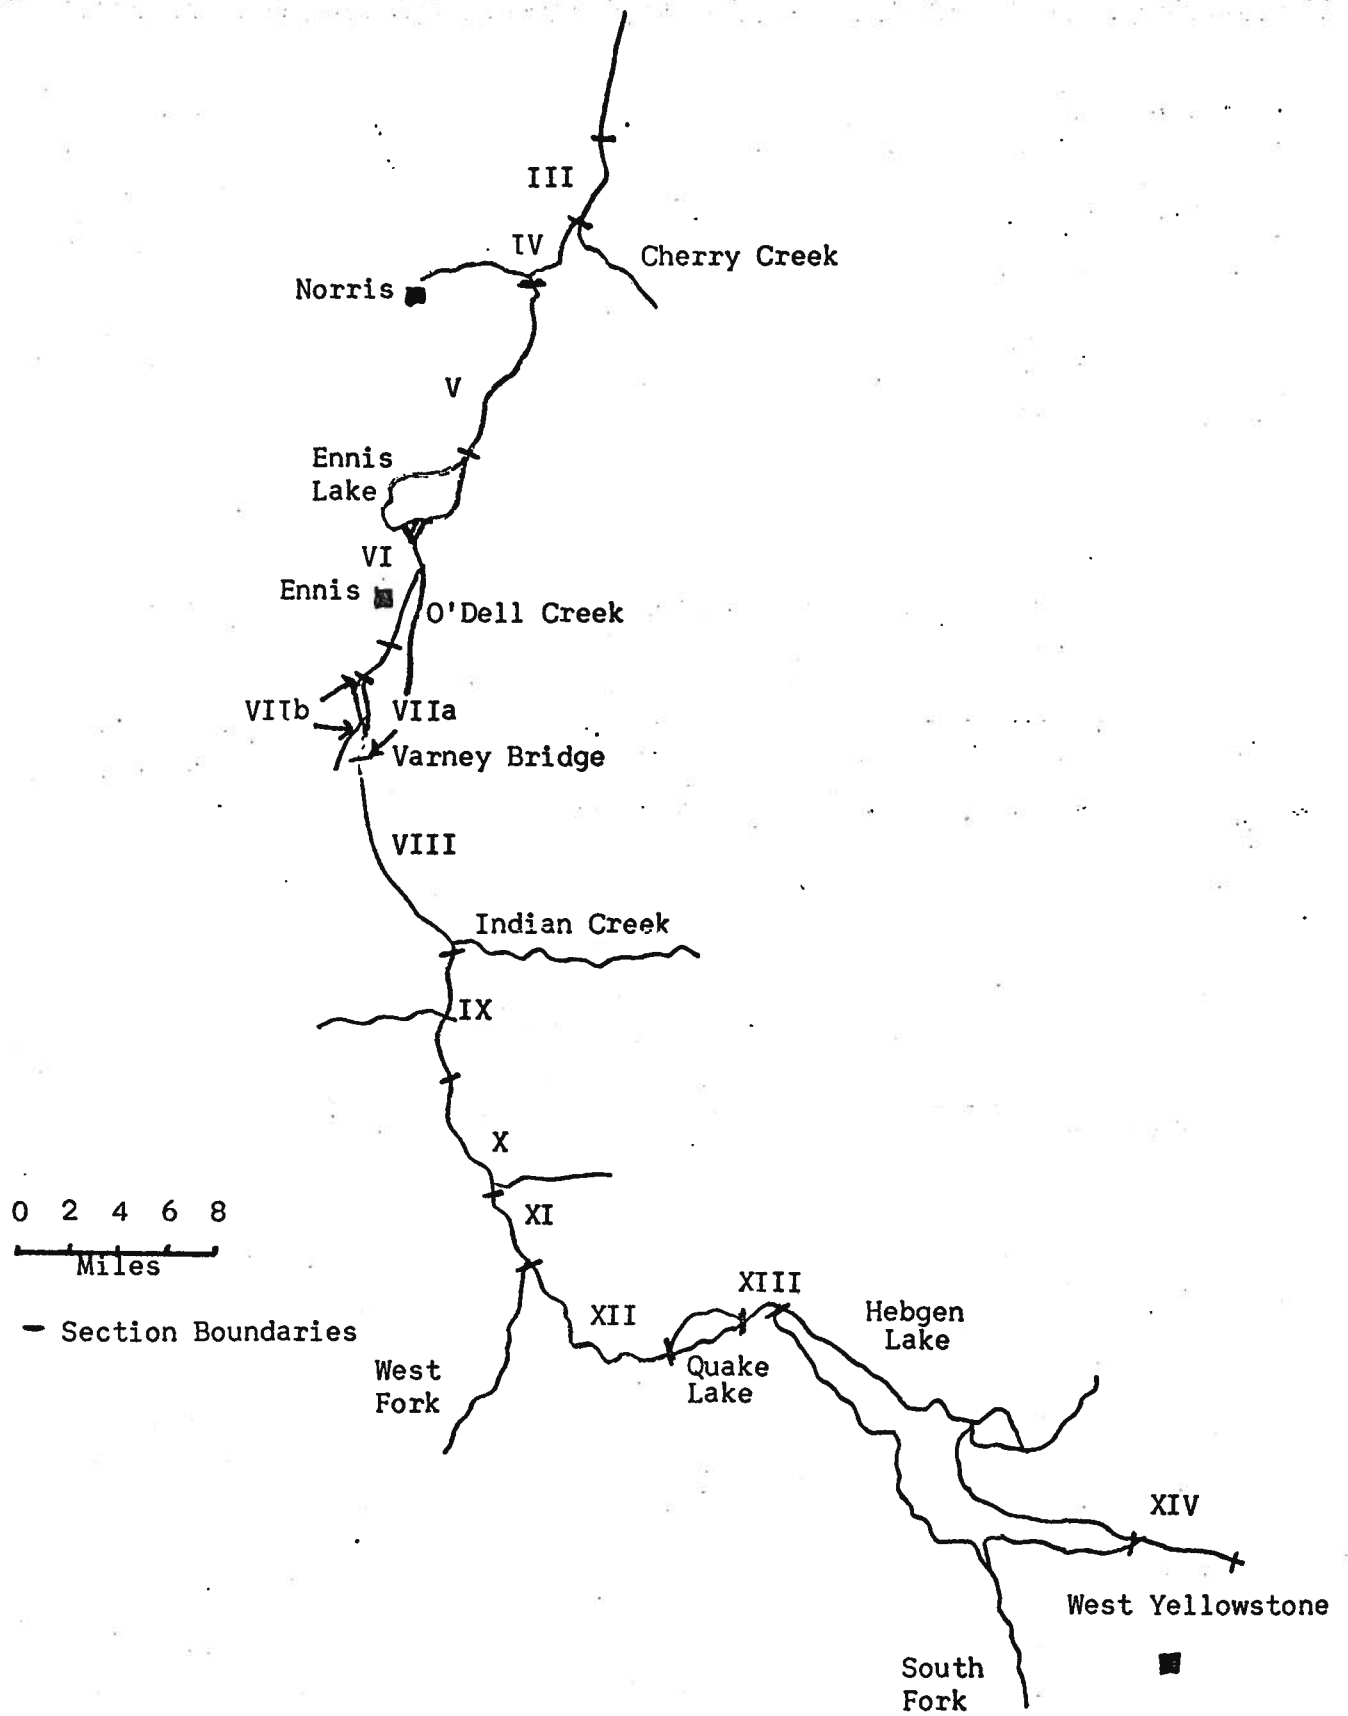 III
IV
Cherry Creek
Norris
V
Ennis
Lake
VI
Ennis
O'Dell Creek
VIIb
VIIa
Varney Bridge
VIII
Indian Creek
IX
X
0 2 4 6 8
Miles
XI
XIII
XII
Hebgen
Lake
Section Boundaries
Quake
Lake
West
Fork
XIV
West Yellowstone
South
Fork